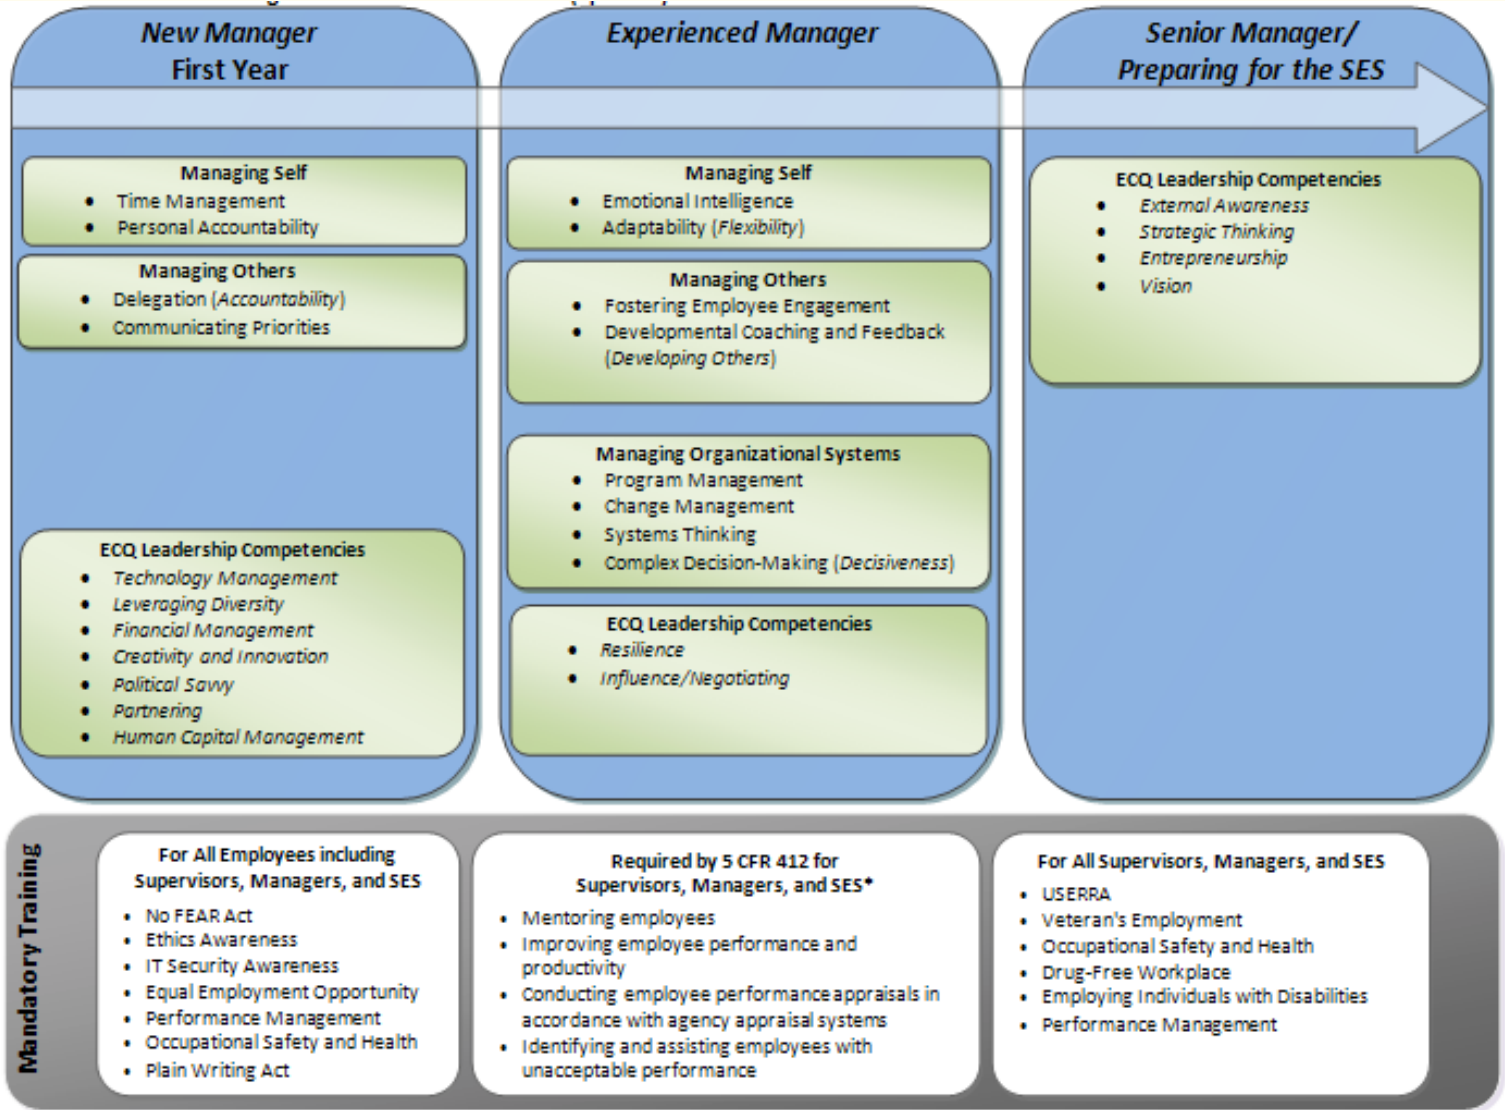 New Manager
First Year
Managing Self
• Time Management
• Personal Accountability
Managing Others
• Delegation (Accountability)
• Communicating Priorities
ECQ Leadership Competencies
• Technology Management
• Leveraging Diversity
• Financial Management
• Creativity and Innovation
• Political Savvy
• Partnering
• Human Capital Management
Experienced Manager
Managing Self
• Emotional Intelligence
• Adaptability (Flexibility)
Managing Others
• Fostering Employee Engagement
• Developmental Coaching and Feedback
(Developing Others)
Managing Organizational Systems
• Program Management
• Change Management
• Systems Thinking
• Complex Decision-Making (Decisiveness)
ECQ Leadership Competencies
• Resilience
• Influence/Negotiating
Senior Manager/
Preparing for the SES
ECQ Leadership Competencies
• External Awareness
• Strategic Thinking
• Entrepreneurship
• Vision
Mandatory Training
For All Employees including
Supervisors, Managers, and SES
• No FEAR Act
• Ethics Awareness
• IT Security Awareness
• Equal Employment Opportunity
• Performance Management
• Occupational Safety and Health
• Plain Writing Act
Required by 5 CFR 412 for
Supervisors, Managers, and SES*
• Mentoring employees
• Improving employee performance and
productivity
• Conducting employee performance appraisals in
accordance with agency appraisal systems
• Identifying and assisting employees with
unacceptable performance
For All Supervisors, Managers, and SES
• USERRA
• Veteran's Employment
• Occupational Safety and Health
• Drug-Free Workplace
• Employing Individuals with Disabilities
• Performance Management